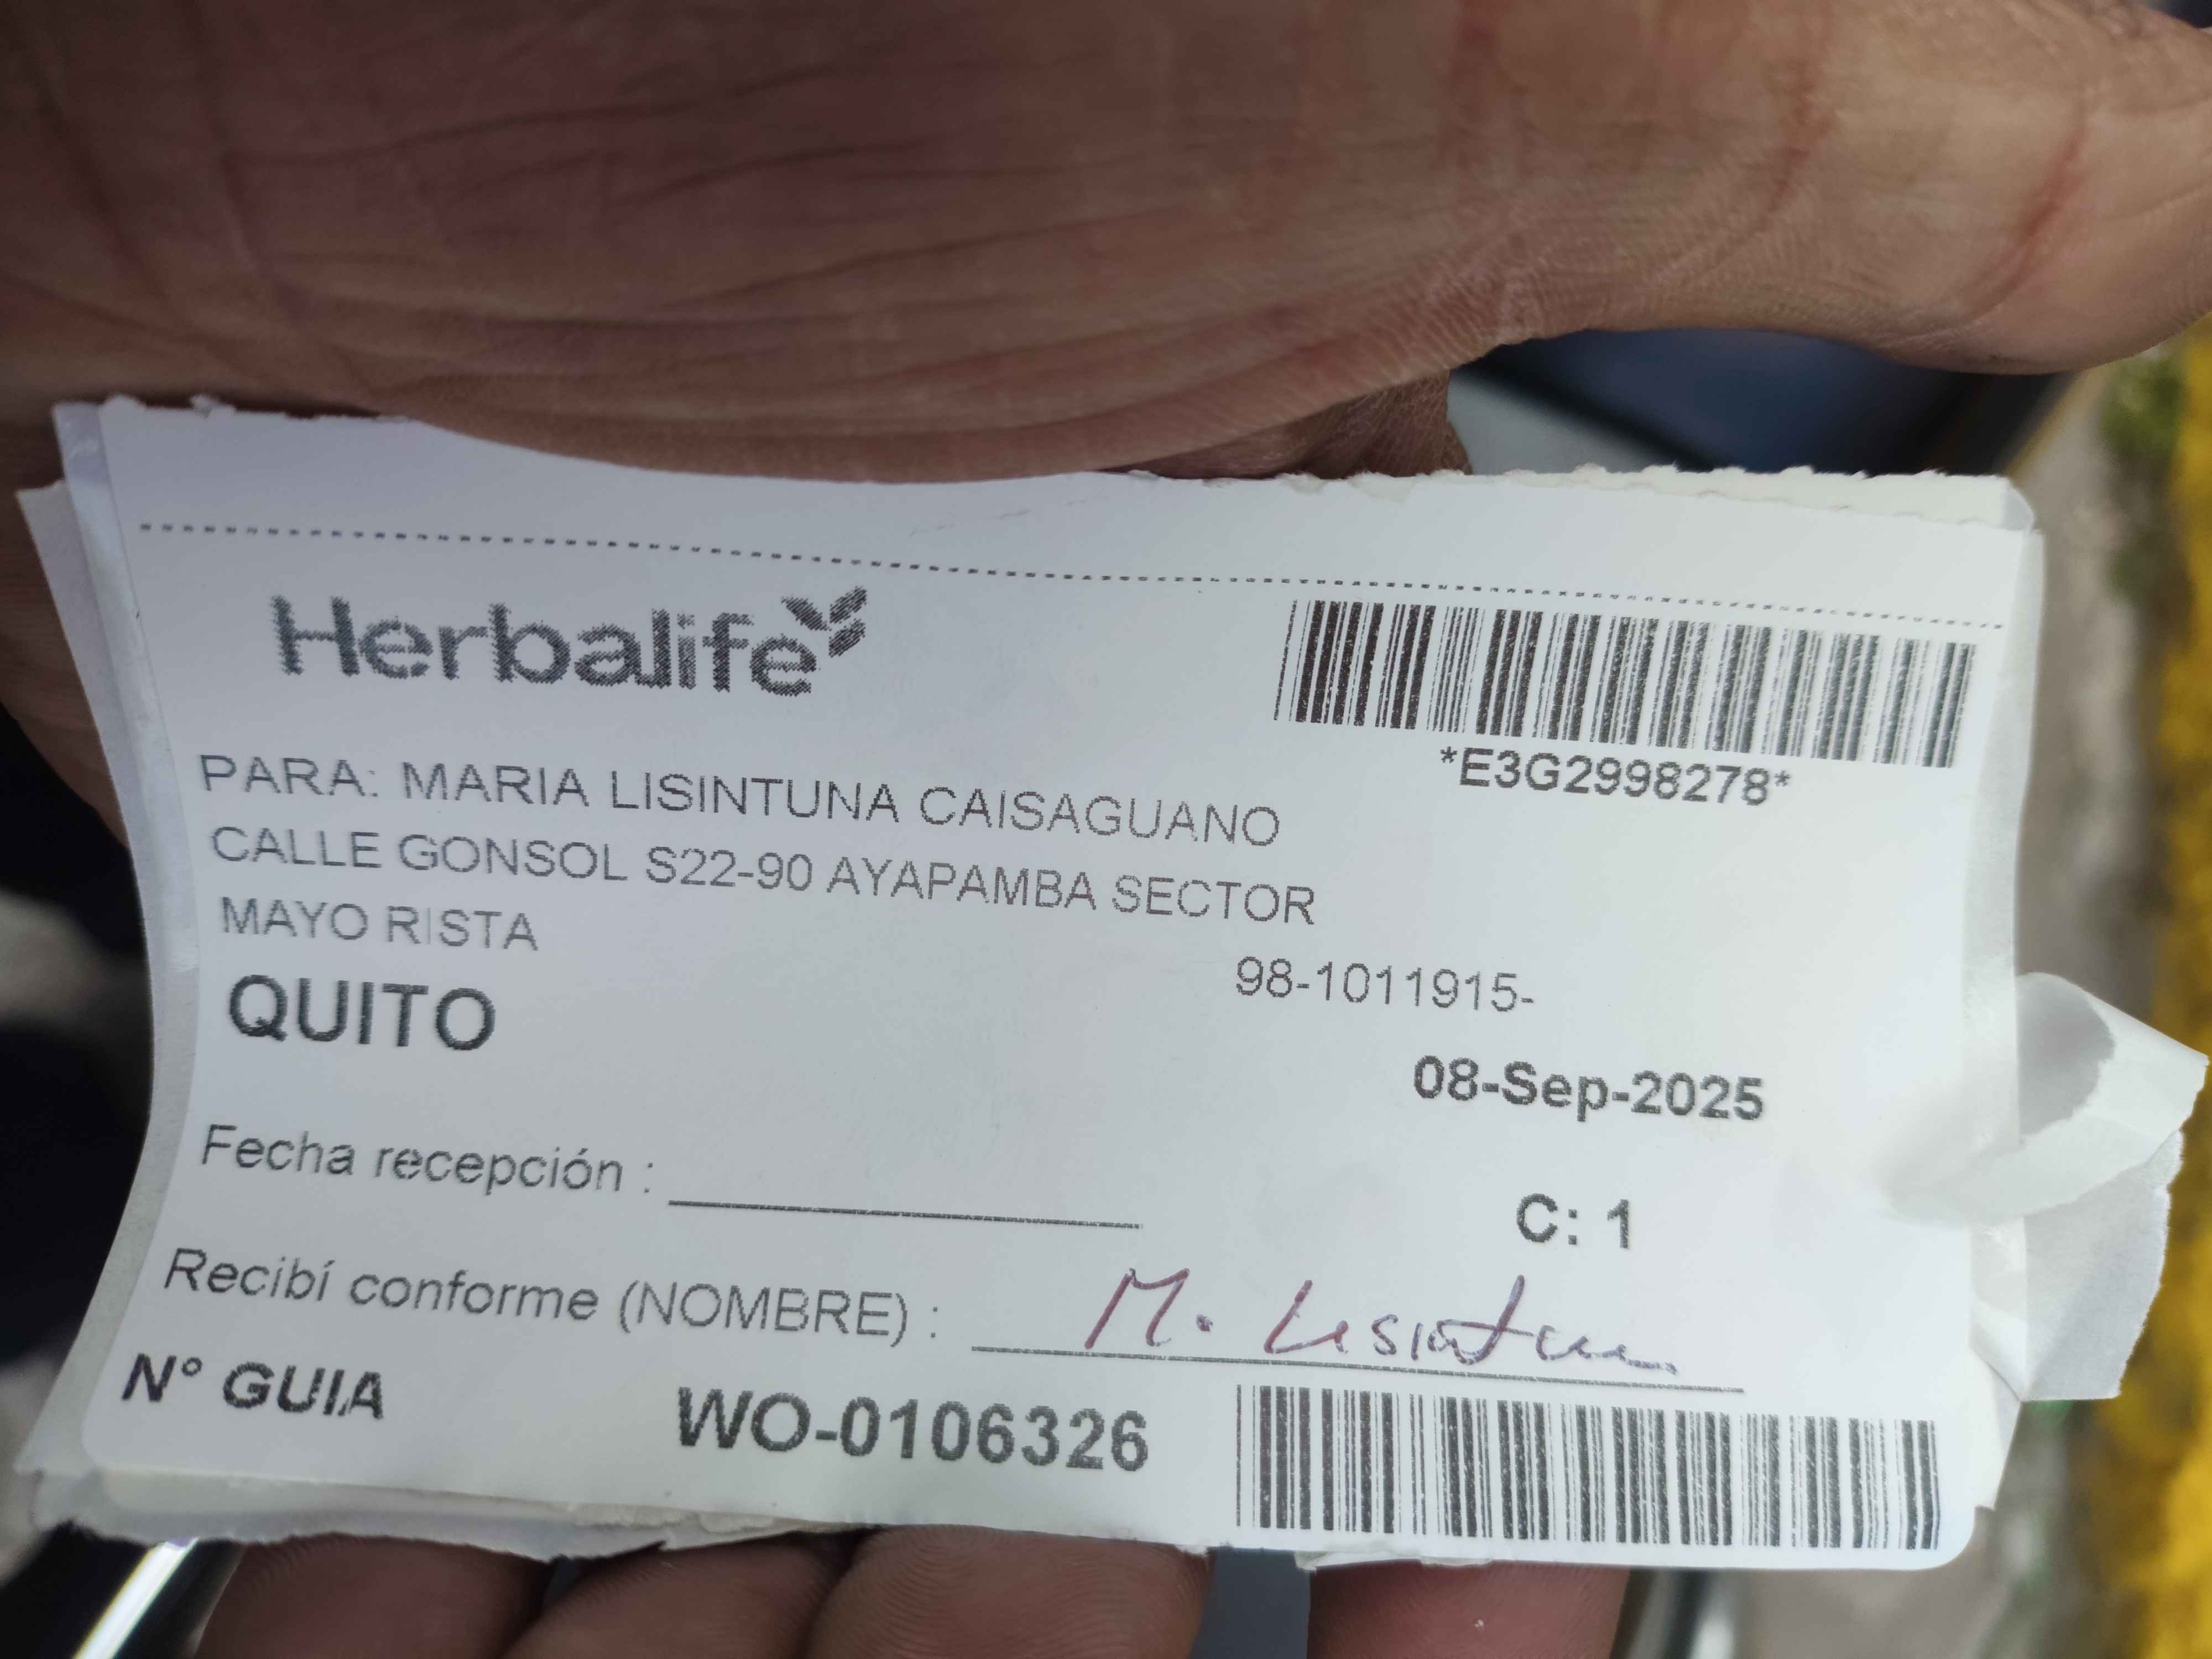 Herbalife
*E3G2998278*
PARA: MARIA LISINTUNA CAISAGUANO
CALLE GONSOL S22-90 AYAPAMBA SECTOR
MAYO RISTA
98-1011915-
QUITO
08-Sep-2025
Fecha recepción :
C: 1
Recibí conforme (NOMBRE) : M. Lisintuna
N° GUIA WO-0106326